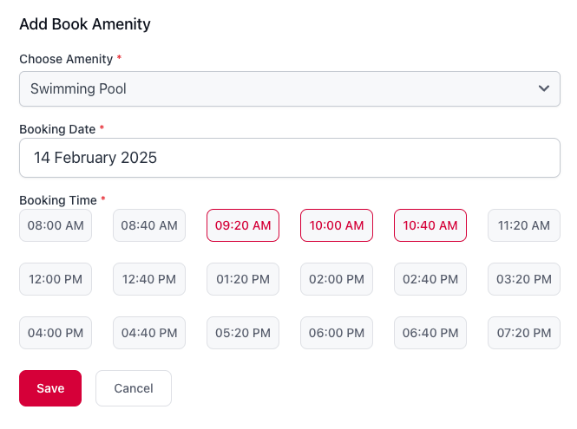 Add Book Amenity
Choose Amenity *
Swimming Pool
Booking Date *
14 February 2025
Booking Time *
08:00 AM 08:40 AM 09:20 AM 10:00 AM 10:40 AM 11:20 AM
12:00 PM 12:40 PM 01:20 PM 02:00 PM 02:40 PM 03:20 PM
04:00 PM 04:40 PM 05:20 PM 06:00 PM 06:40 PM 07:20 PM
Save Cancel